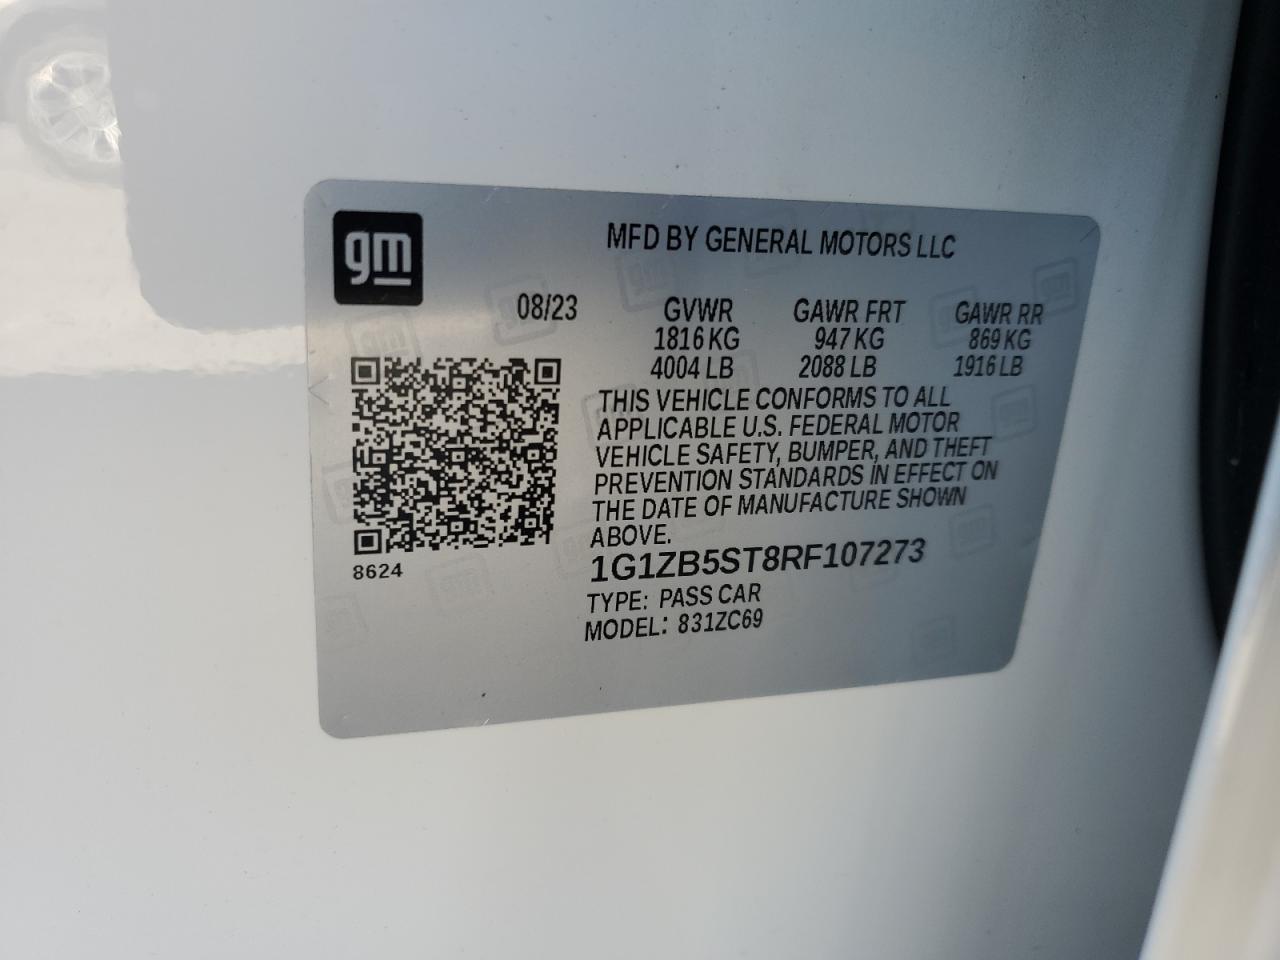 gm
MFD BY GENERAL MOTORS LLC
08/23 GVWR GAWR FRT GAWR RR
1816 KG 947 KG 869 KG
4004 LB 2088 LB 1916 LB
THIS VEHICLE CONFORMS TO ALL
APPLICABLE U.S. FEDERAL MOTOR
VEHICLE SAFETY, BUMPER, AND THEFT
PREVENTION STANDARDS IN EFFECT ON
THE DATE OF MANUFACTURE SHOWN
ABOVE.
8624
1G1ZB5ST8RF107273
TYPE: PASS CAR
MODEL: 831ZC69